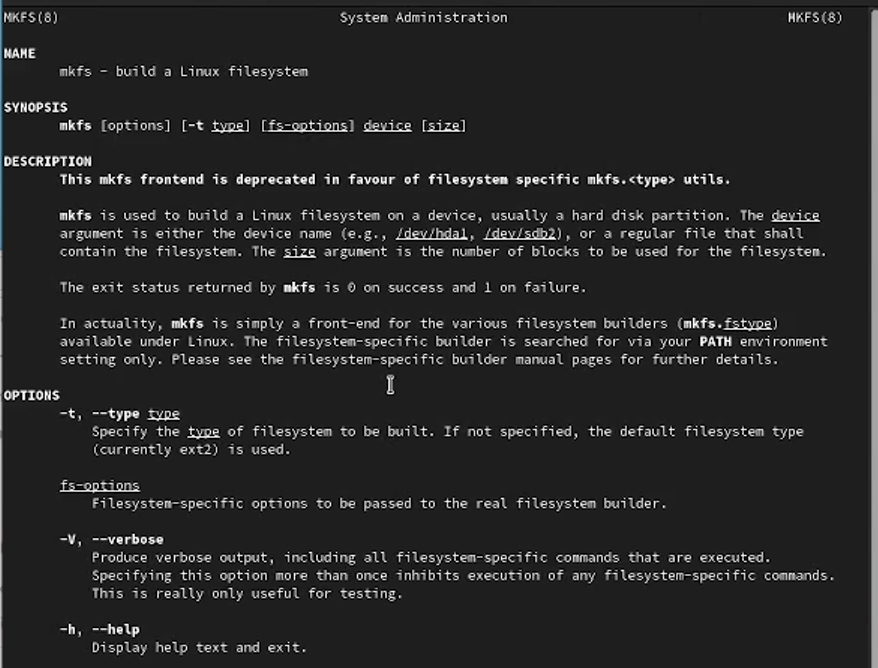 MKFS(8) System Administration MKFS(8)
NAME
mkfs - build a Linux filesystem
SYNOPSIS
mkfs [options] [-t type] [fs-options] device [size]
DESCRIPTION
This mkfs frontend is deprecated in favour of filesystem specific mkfs.<type> utils.
mkfs is used to build a Linux filesystem on a device, usually a hard disk partition. The device
argument is either the device name (e.g., /dev/hda1, /dev/sdb2), or a regular file that shall
contain the filesystem. The size argument is the number of blocks to be used for the filesystem.
The exit status returned by mkfs is 0 on success and 1 on failure.
In actuality, mkfs is simply a front-end for the various filesystem builders (mkfs.fstype)
available under Linux. The filesystem-specific builder is searched for via your PATH environment
setting only. Please see the filesystem-specific builder manual pages for further details.
OPTIONS
-t, --type type
Specify the type of filesystem to be built. If not specified, the default filesystem type
(currently ext2) is used.
fs-options
Filesystem-specific options to be passed to the real filesystem builder.
-V, --verbose
Produce verbose output, including all filesystem-specific commands that are executed.
Specifying this option more than once inhibits execution of any filesystem-specific commands.
This is really only useful for testing.
-h, --help
Display help text and exit.